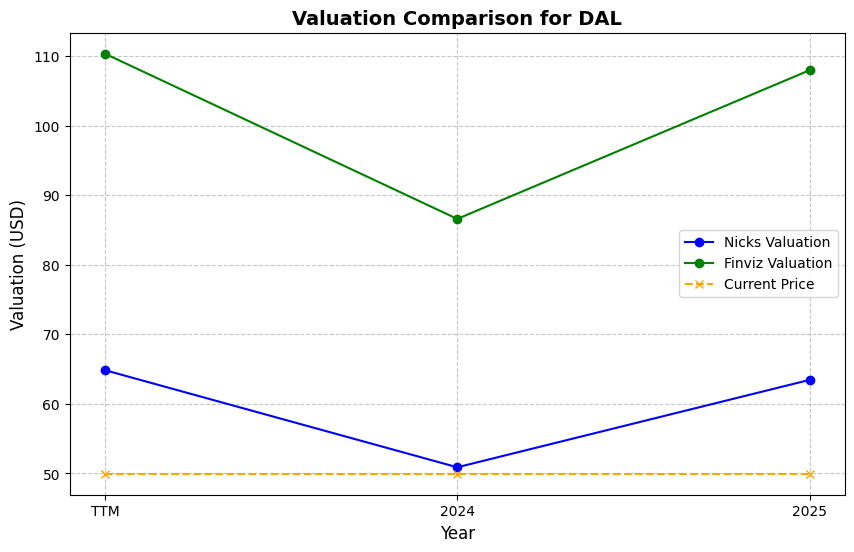 Valuation Comparison for DAL
110
100
90
80
70
60
50
Valuation (USD)
Nicks Valuation
Finviz Valuation
Current Price
TTM 2024 2025
Year